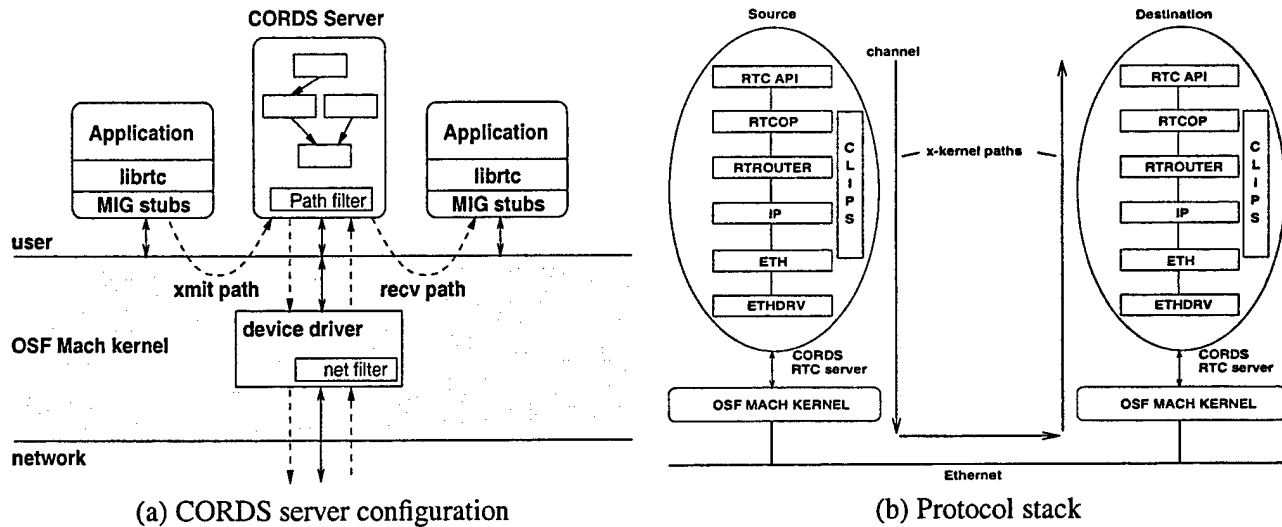 CORDS Server
Application
librtc
MIG stubs
Path filter
Application
librtc
MIG stubs
user
xmit path
recv path
OSF Mach kernel
device driver
net filter
network
(a) CORDS server configuration
Source
Destination
channel
RTC API
RTCOP
RTROUTER
IP
ETH
ETHDRV
CLIPS
x-kernel paths
RTC API
RTCOP
RTROUTER
IP
ETH
ETHDRV
CLIPS
CORDS
RTC server
CORDS
RTC server
OSF MACH KERNEL
OSF MACH KERNEL
Ethernet
(b) Protocol stack